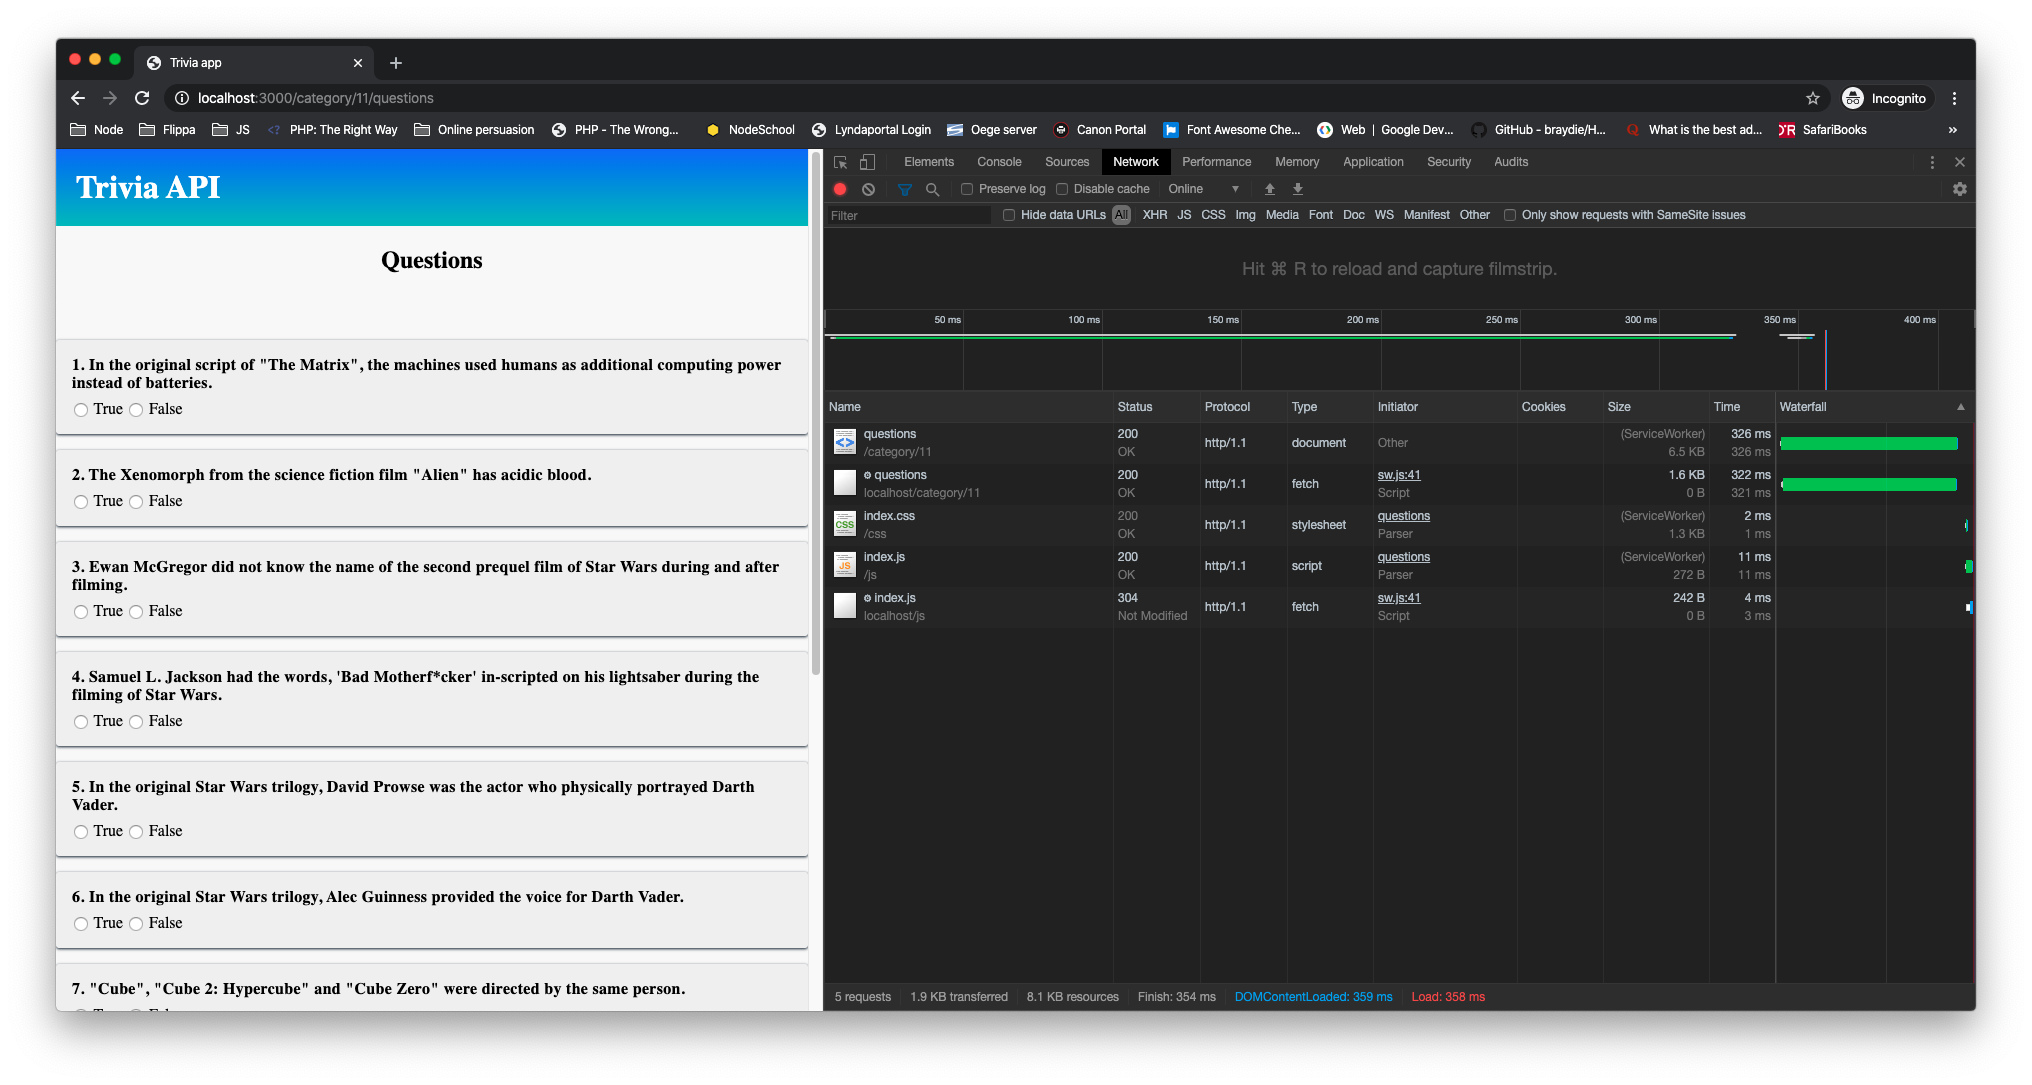 Trivia app
localhost:3000/category/11/questions
Incognito
Node
Flippa
JS
PHP: The Right Way
Online persuasion
PHP - The Wrong...
NodeSchool
Lyndaportal Login
Oege server
Canon Portal
Font Awesome Che...
Web | Google Dev...
GitHub - braydie/H...
What is the best ad...
SafariBooks
»
Trivia API
Questions
1. In the original script of "The Matrix", the machines used humans as additional computing power
instead of batteries.
True False
2. The Xenomorph from the science fiction film "Alien" has acidic blood.
True False
3. Ewan McGregor did not know the name of the second prequel film of Star Wars during and after
filming.
True False
4. Samuel L. Jackson had the words, 'Bad Motherf*cker' in-scripted on his lightsaber during the
filming of Star Wars.
True False
5. In the original Star Wars trilogy, David Prowse was the actor who physically portrayed Darth
Vader.
True False
6. In the original Star Wars trilogy, Alec Guinness provided the voice for Darth Vader.
True False
7. "Cube", "Cube 2: Hypercube" and "Cube Zero" were directed by the same person.
Elements Console Sources Network Performance Memory Application Security Audits
Preserve log Disable cache Online
Filter Hide data URLs All XHR JS CSS Img Media Font Doc WS Manifest Other Only show requests with SameSite issues
Hit ⌘ R to reload and capture filmstrip.
50 ms 100 ms 150 ms 200 ms 250 ms 300 ms 350 ms 400 ms
Name Status Protocol Type Initiator Cookies Size Time Waterfall
questions 200 (ServiceWorker) 326 ms
http/1.1 document Other
/category/11 OK 6.5 KB 326 ms
questions 200 sw.js:41 1.6 KB 322 ms
http/1.1 fetch
localhost/category/11 OK Script 0 B 321 ms
index.css 200 questions (ServiceWorker) 2 ms
http/1.1 stylesheet
/css OK Parser 1.3 KB 1 ms
index.js 200 questions (ServiceWorker) 11 ms
http/1.1 script
/js OK Parser 272 B 11 ms
index.js 304 sw.js:41 242 B 4 ms
http/1.1 fetch
localhost/js Not Modified Script 0 B 3 ms
5 requests 1.9 KB transferred 8.1 KB resources Finish: 354 ms DOMContentLoaded: 359 ms Load: 358 ms